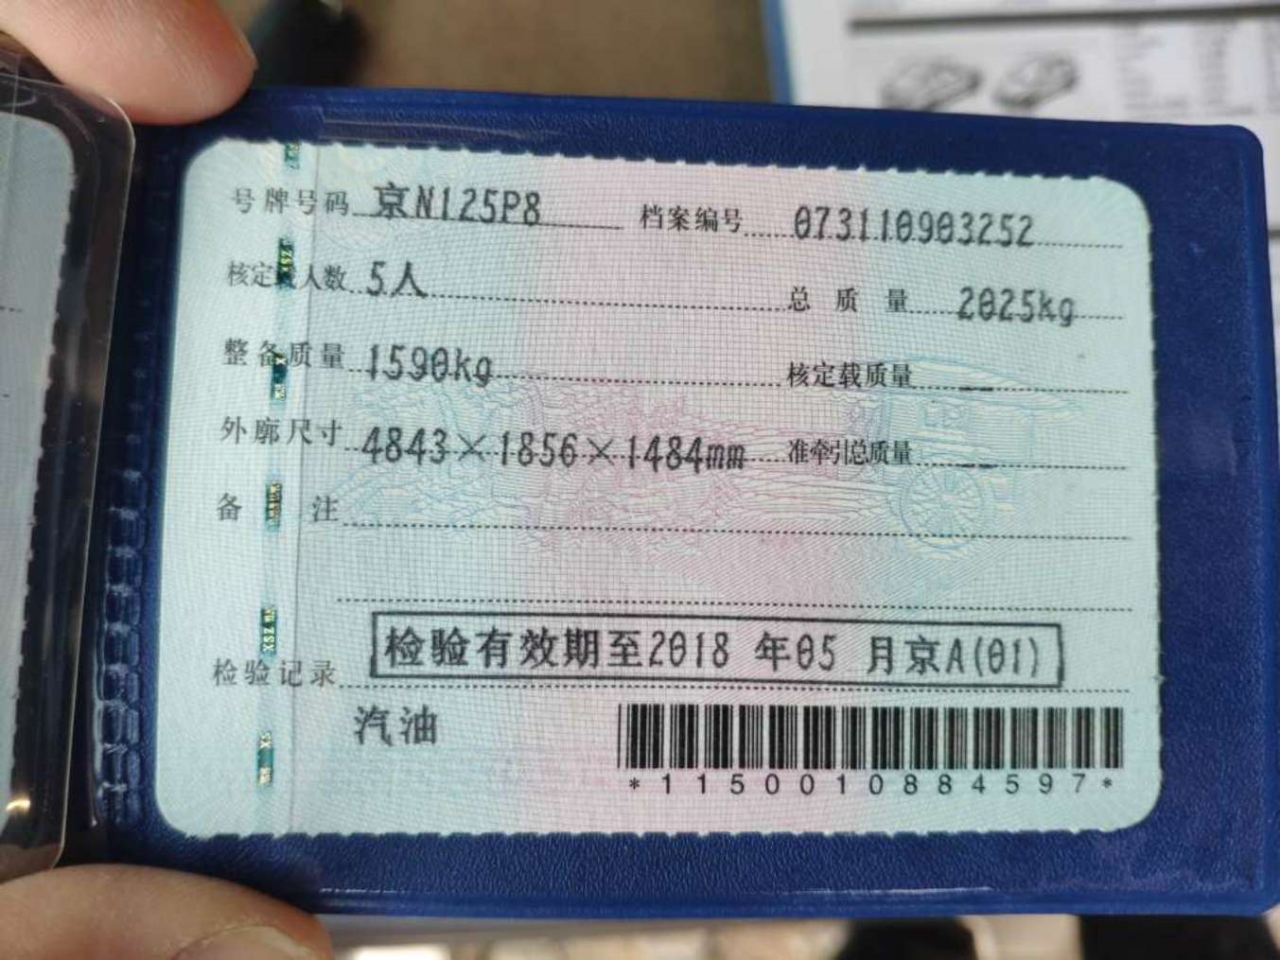 号牌号码 京N125P8 档案编号 073110903252
核定载人数 5人 总质量 2025kg
整备质量 1590kg 核定载质量 —
外廓尺寸 4843×1856×1484mm 准牵引总质量 —
备注
检验记录 检验有效期至2018 年05 月京A(01)
汽油
*1150010884597*